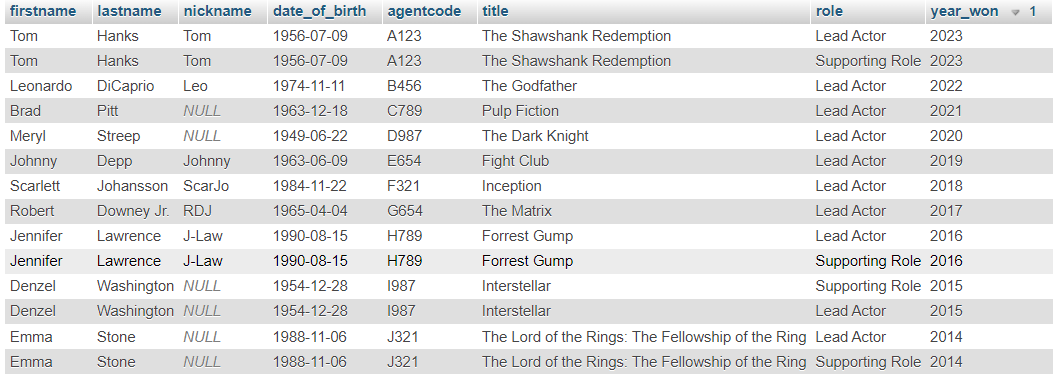 firstname lastname nickname date_of_birth agentcode title role year_won 1
Tom Hanks Tom 1956-07-09 A123 The Shawshank Redemption Lead Actor 2023
Tom Hanks Tom 1956-07-09 A123 The Shawshank Redemption Supporting Role 2023
Leonardo DiCaprio Leo 1974-11-11 B456 The Godfather Lead Actor 2022
Brad Pitt NULL 1963-12-18 C789 Pulp Fiction Lead Actor 2021
Meryl Streep NULL 1949-06-22 D987 The Dark Knight Lead Actor 2020
Johnny Depp Johnny 1963-06-09 E654 Fight Club Lead Actor 2019
Scarlett Johansson ScarJo 1984-11-22 F321 Inception Lead Actor 2018
Robert Downey Jr. RDJ 1965-04-04 G654 The Matrix Lead Actor 2017
Jennifer Lawrence J-Law 1990-08-15 H789 Forrest Gump Lead Actor 2016
Jennifer Lawrence J-Law 1990-08-15 H789 Forrest Gump Supporting Role 2016
Denzel Washington NULL 1954-12-28 I987 Interstellar Supporting Role 2015
Denzel Washington NULL 1954-12-28 I987 Interstellar Lead Actor 2015
Emma Stone NULL 1988-11-06 J321 The Lord of the Rings: The Fellowship of the Ring Lead Actor 2014
Emma Stone NULL 1988-11-06 J321 The Lord of the Rings: The Fellowship of the Ring Supporting Role 2014